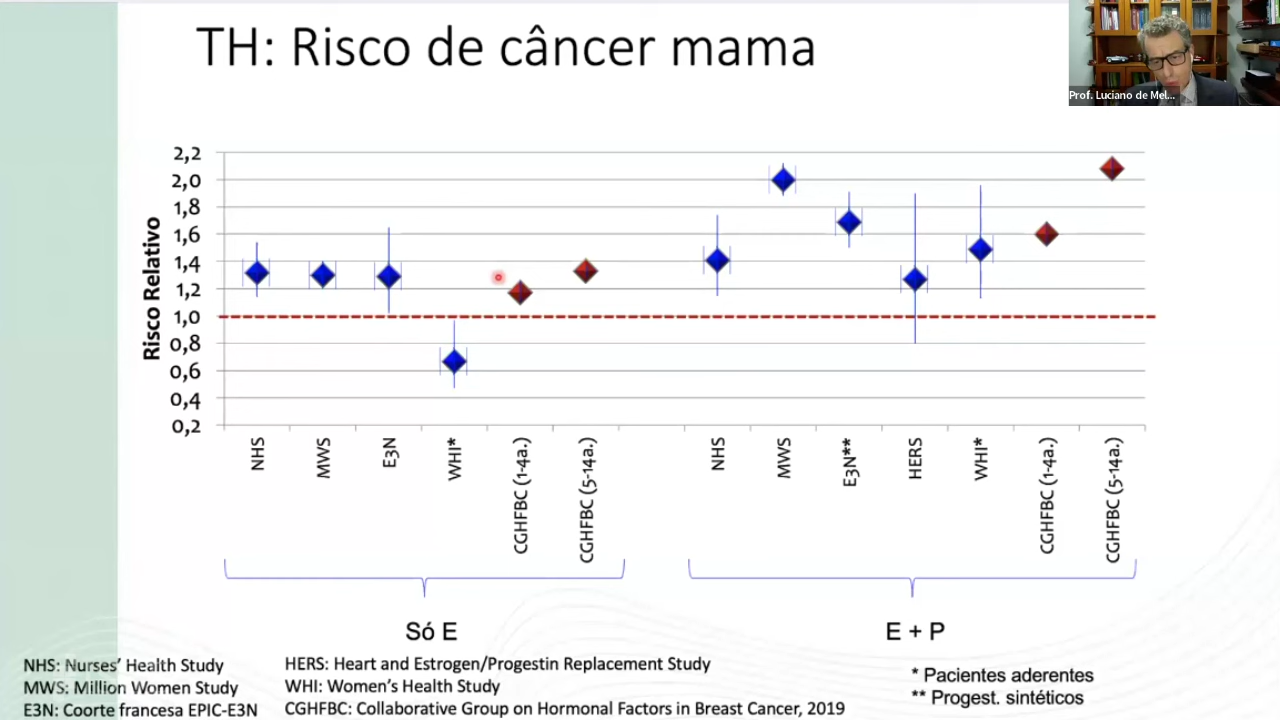 TH: Risco de câncer mama
Prof. Luciano de Mel...
Risco Relativo
2,2
2,0
1,8
1,6
1,4
1,2
1,0
0,8
0,6
0,4
0,2
NHS
MWS
E3N
WHI*
CGHFBC (1-4a.)
CGHFBC (5-14a.)
NHS
MWS
E3N**
HERS
WHI*
CGHFBC (1-4a.)
CGHFBC (5-14a.)
Só E
E + P
NHS: Nurses’ Health Study
MWS: Million Women Study
E3N: Coorte francesa EPIC-E3N
HERS: Heart and Estrogen/Progestin Replacement Study
WHI: Women’s Health Study
CGHFBC: Collaborative Group on Hormonal Factors in Breast Cancer, 2019
* Pacientes aderentes
** Progest. sintéticos